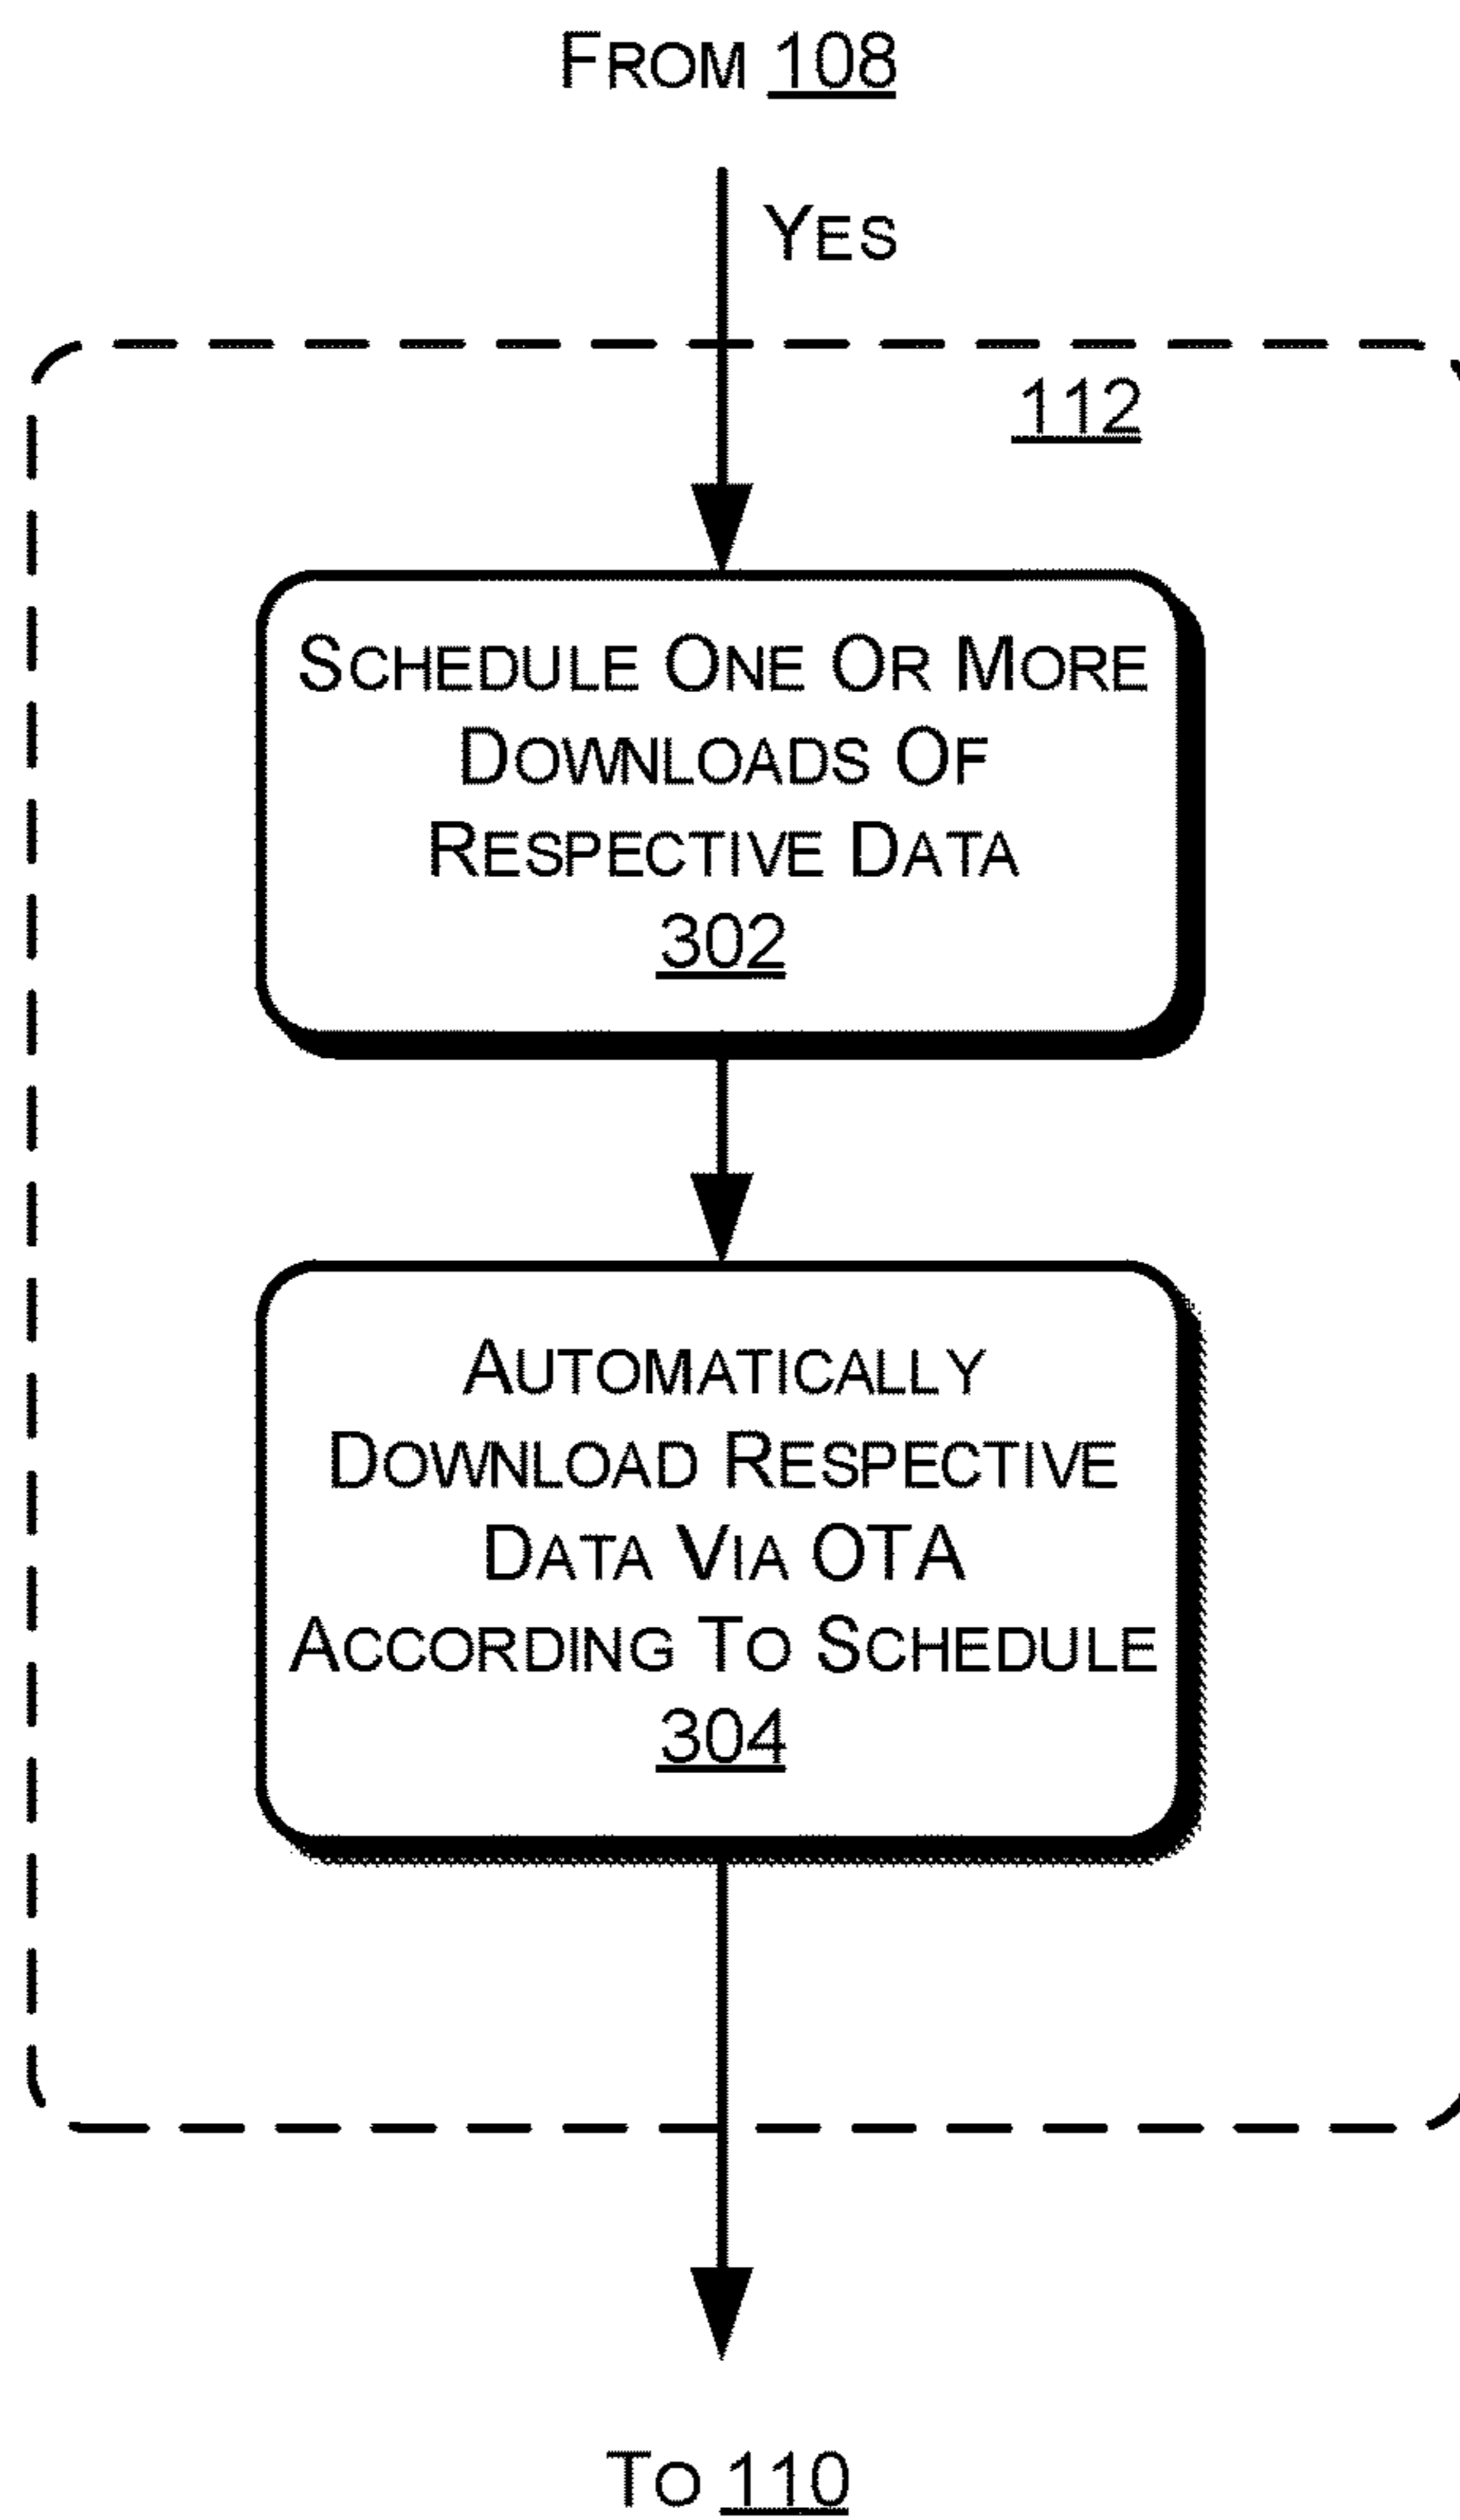 FROM 108
YES
112
SCHEDULE ONE OR MORE
DOWNLOADS OF
RESPECTIVE DATA
302
AUTOMATICALLY
DOWNLOAD RESPECTIVE
DATA VIA OTA
ACCORDING TO SCHEDULE
304
TO 110